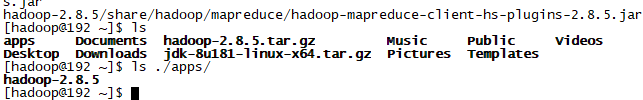 s.jar
hadoop-2.8.5/share/hadoop/mapreduce/hadoop-mapreduce-client-hs-plugins-2.8.5.jar
[hadoop@192 ~]$ ls
apps     Documents  hadoop-2.8.5.tar.gz         Music     Public     Videos
Desktop  Downloads  jdk-8u181-linux-x64.tar.gz  Pictures  Templates
[hadoop@192 ~]$ ls ./apps/
hadoop-2.8.5
[hadoop@192 ~]$